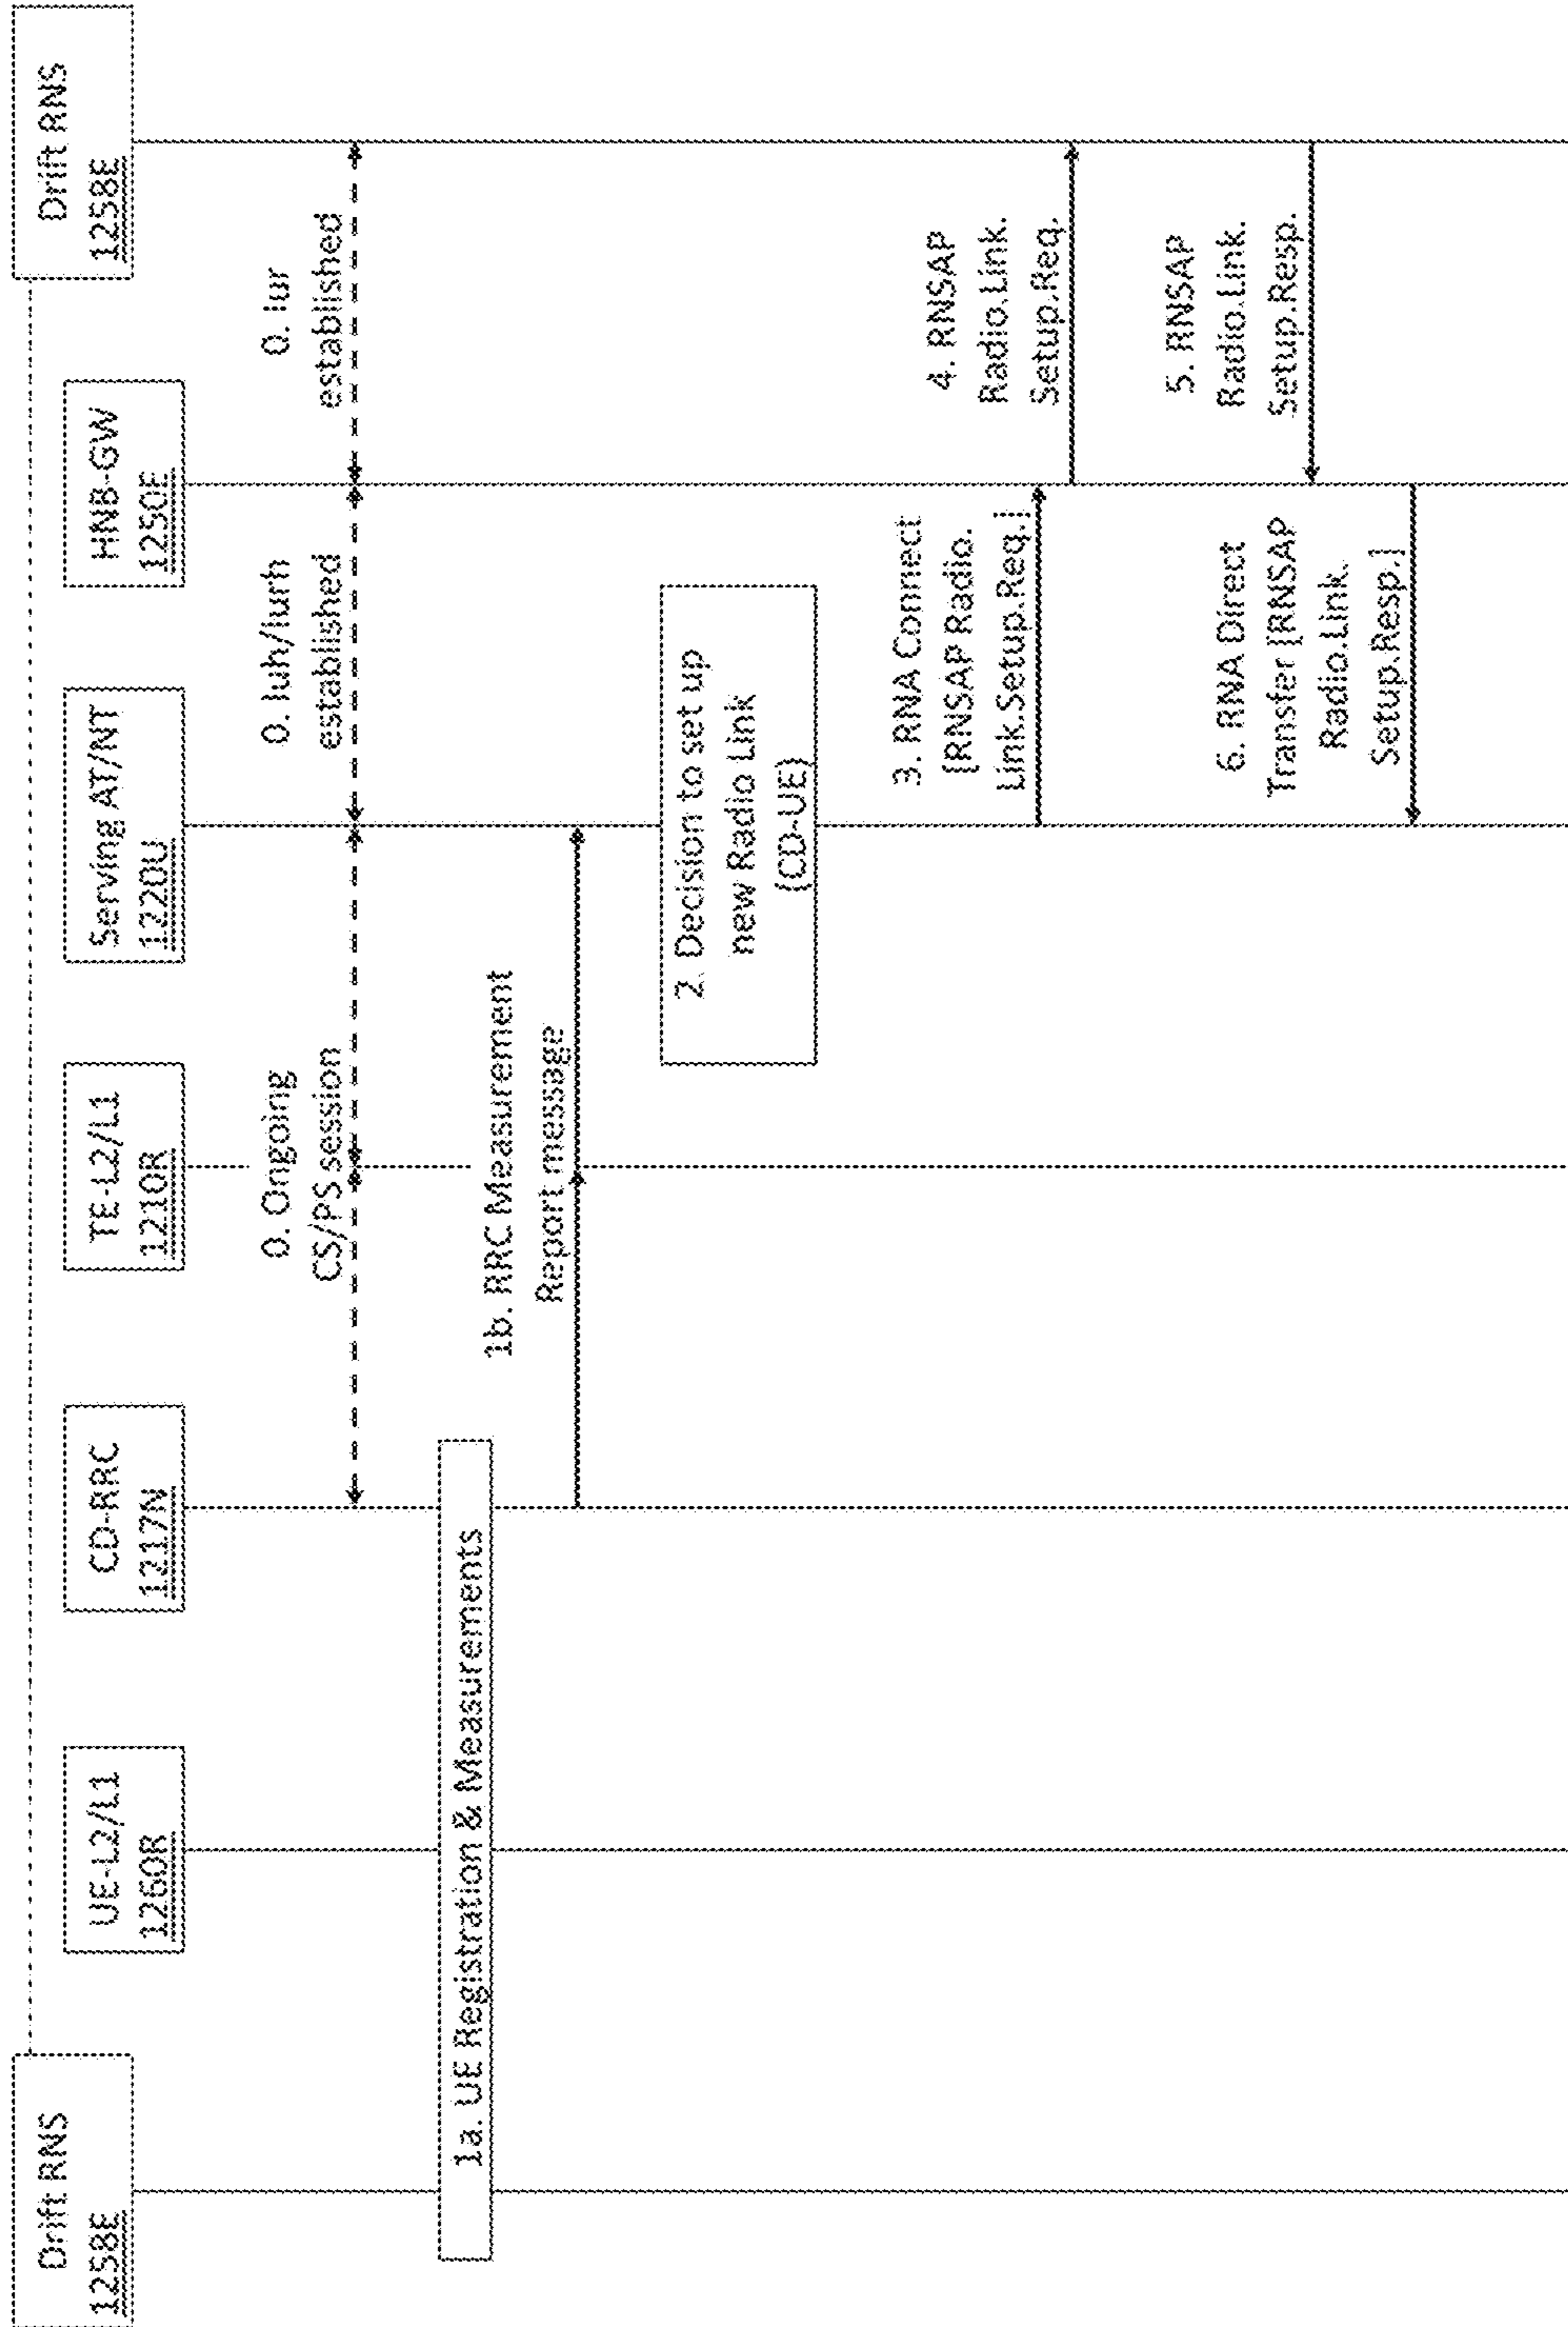 Drift RNS
1258E
UE-L2/L1
1260R
CD-RRC
1217N
TE-L2/L1
1210R
Serving AT/NT
1220U
HNB-GW
1250F
Drift RNS
1258E
0. Ongoing
CS/PS session
0. Iuh/Iurh
established
0. Iur
established
1a. UE Registration & Measurements
1b. RRC Measurement
Report message
2. Decision to set up
new Radio Link
(CD-UE)
3. RNA Connect
[RNSAP Radio.
Link.Setup.Req.]
4. RNSAP
Radio.Link.
Setup.Req.
5. RNSAP
Radio.Link.
Setup.Resp.
6. RNA Direct
Transfer [RNSAP
Radio.Link.
Setup.Resp.]